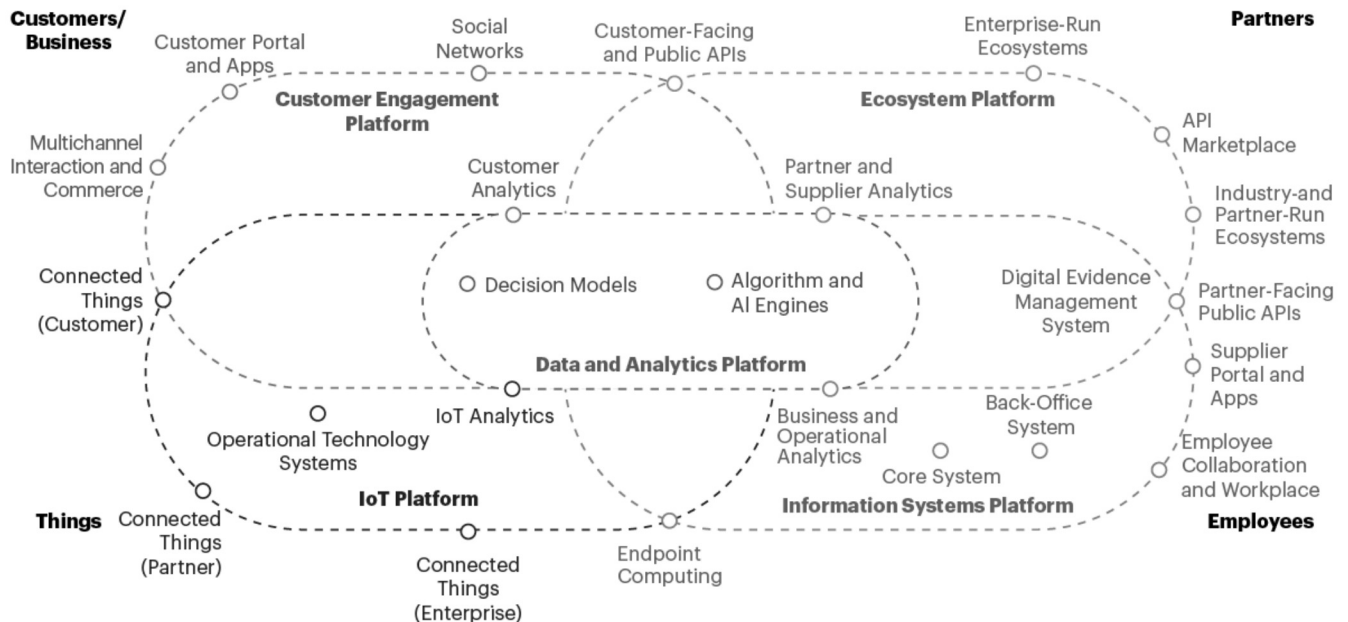 Customers/
Business
Partners
Customer Portal
and Apps
Social
Networks
Customer-Facing
and Public APIs
Enterprise-Run
Ecosystems
Customer Engagement
Platform
Ecosystem Platform
Multichannel
Interaction and
Commerce
Customer
Analytics
Partner and
Supplier Analytics
API
Marketplace
Industry-and
Partner-Run
Ecosystems
Connected
Things
(Customer)
Decision Models
Algorithm and
AI Engines
Digital Evidence
Management
System
Partner-Facing
Public APIs
Data and Analytics Platform
Supplier
Portal and
Apps
IoT Analytics
Operational Technology
Systems
Business and
Operational
Analytics
Back-Office
System
Core System
Employee
Collaboration
and Workplace
IoT Platform
Information Systems Platform
Things
Connected
Things
(Partner)
Employees
Connected
Things
(Enterprise)
Endpoint
Computing